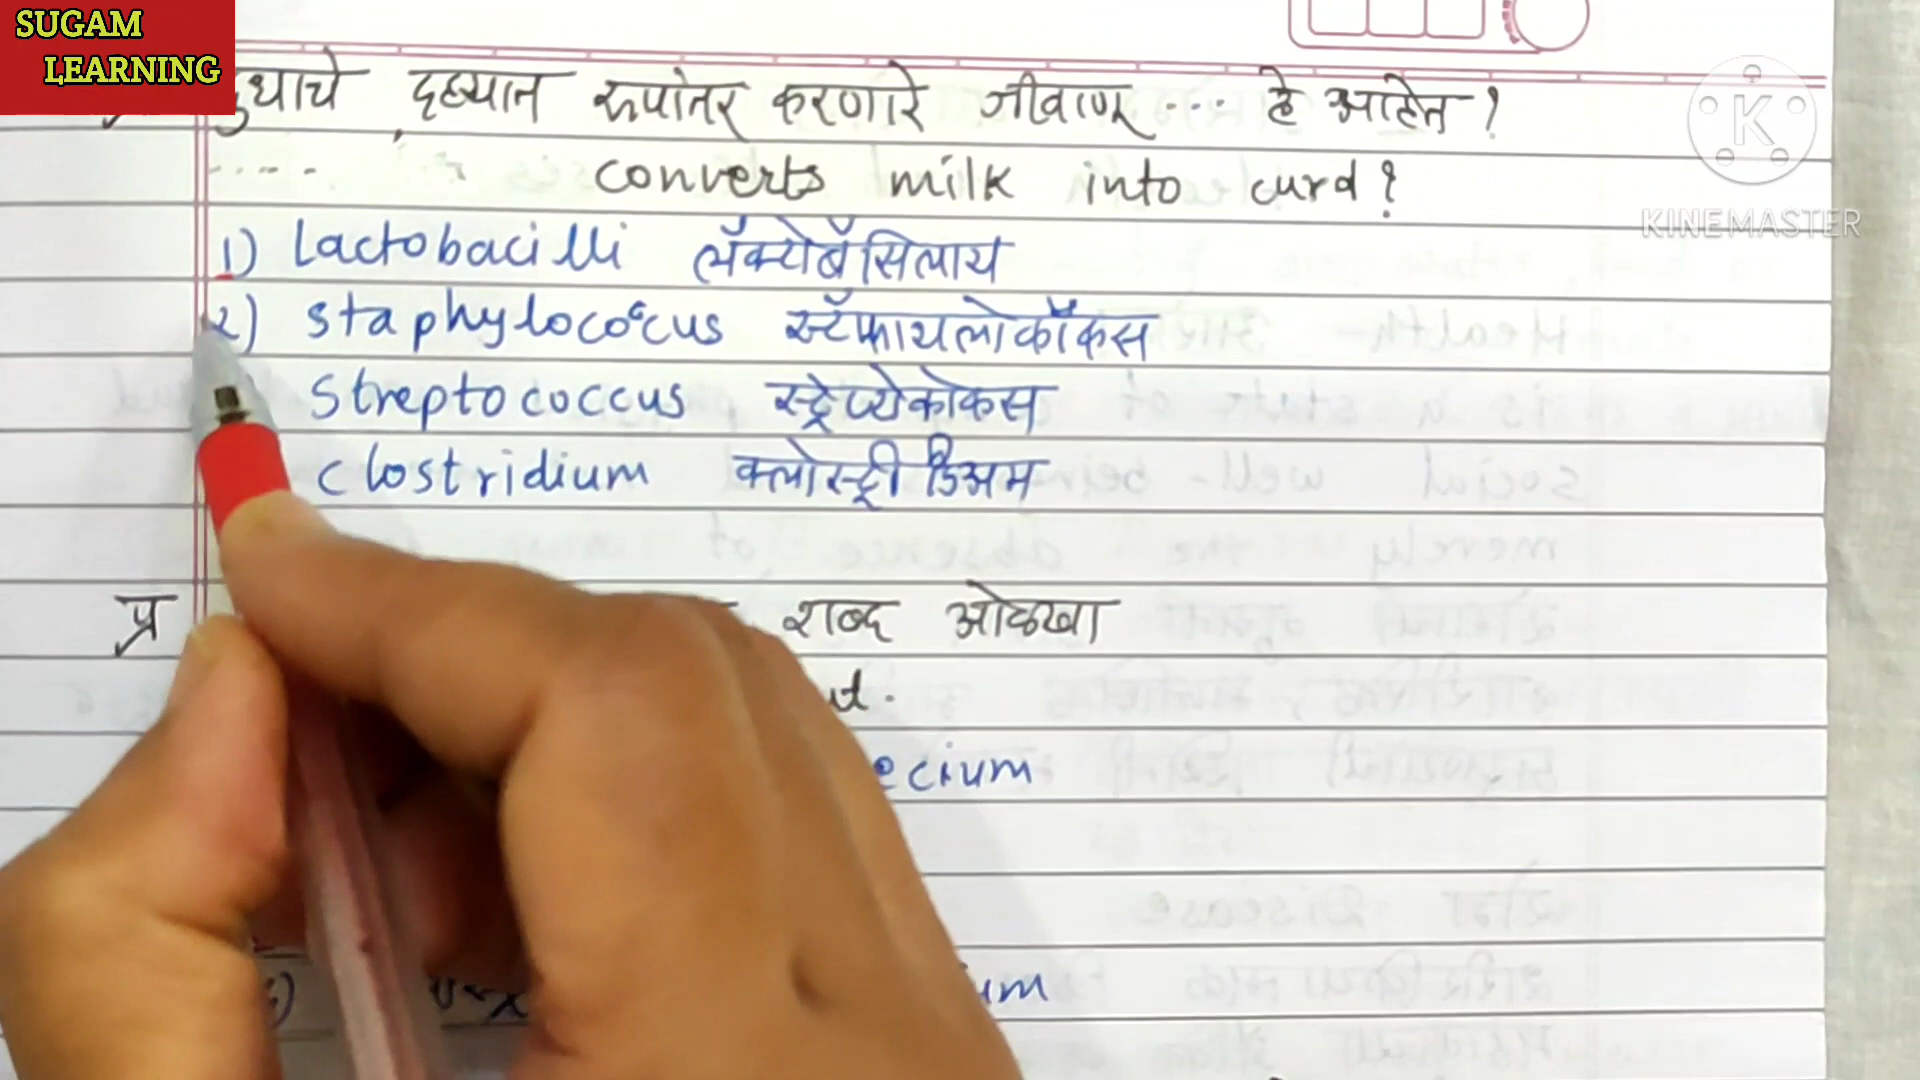 SUGAM
LEARNING
दुधाचे दह्यात रूपांतर करणारे जीवाणू ... हे आहेत?
..... converts milk into curd?
1) Lactobacilli लॅक्टोबॅसिलाय
2) Staphylococcus स्टॅफायलोकॉकस
Streptococcus स्ट्रेप्टोकोकस
Clostridium क्लोस्ट्रीडिअम
प्र शब्द ओळखा
KINEMASTER